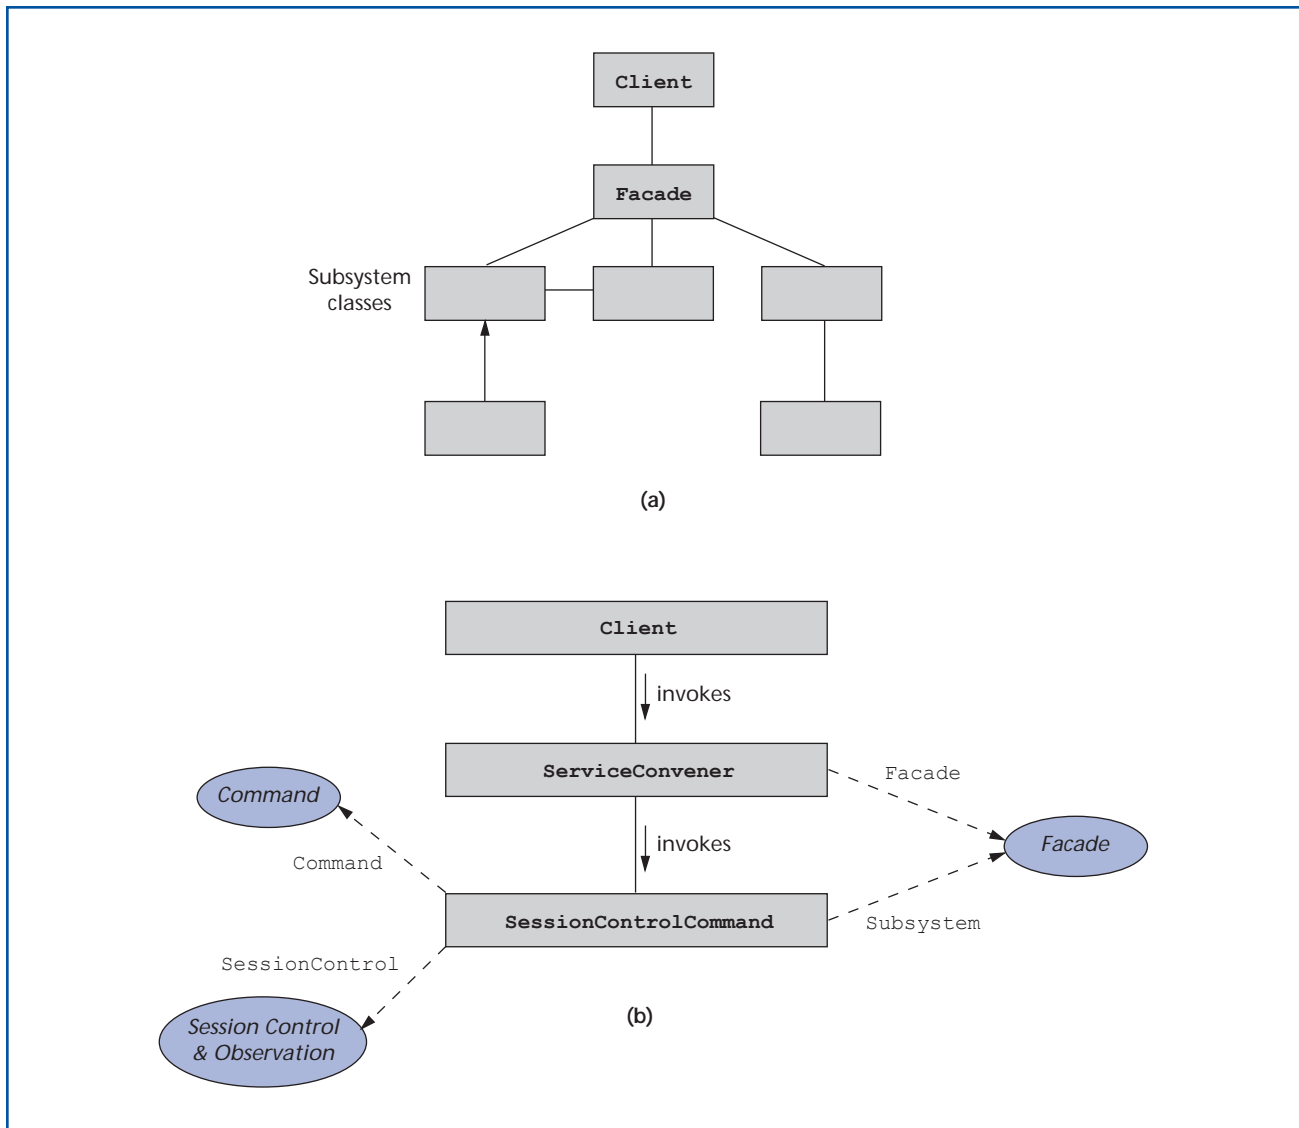 Client
Facade
Subsystem
classes
(a)
Client
invokes
ServiceConvener
Facade
Command
invokes
Facade
Command
SessionControlCommand
Subsystem
SessionControl
(b)
Session Control
& Observation